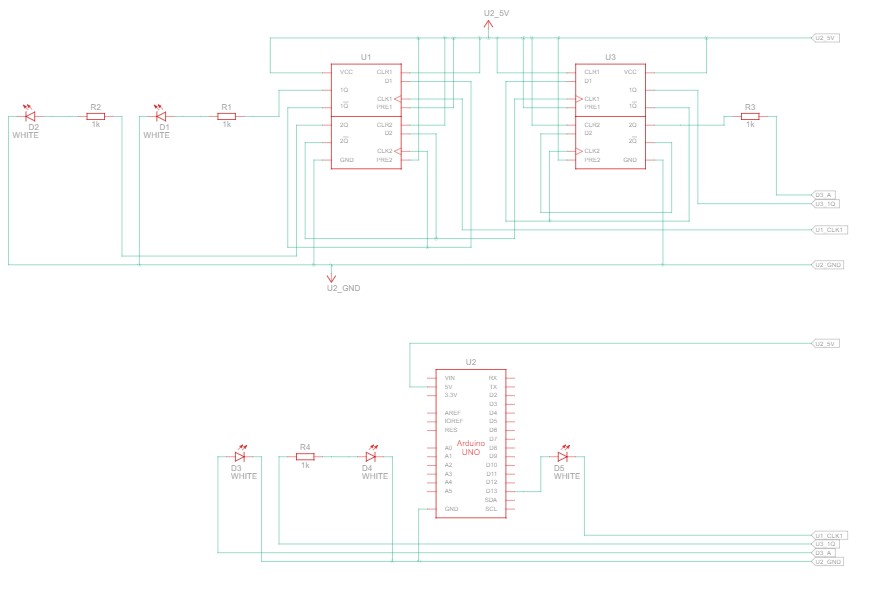 U2_5V
U2_5V
U1
U3
VCC CLR1
D1
1Q
CLK1
1Q PRE1
2Q CLR2
D2
2Q
CLK2
GND PRE2
CLR1 VCC
D1
1Q
CLK1
PRE1 1Q
CLR2 2Q
D2
2Q
CLK2
PRE2 GND
D2
WHITE
R2
1k
D1
WHITE
R1
1k
R3
1k
D3_A
U3_1Q
U1_CLK1
U2_GND
U2_GND
U2_5V
U2
VIN RX
5V TX
3.3V D2
D3
AREF D4
IOREF D5
RES D6
D7
A0 D8
A1 D9
A2 D10
A3 D11
A4 D12
A5 D13
SDA
GND SCL
Arduino
UNO
D3
WHITE
R4
1k
D4
WHITE
D5
WHITE
U1_CLK1
U3_1Q
D3_A
U2_GND